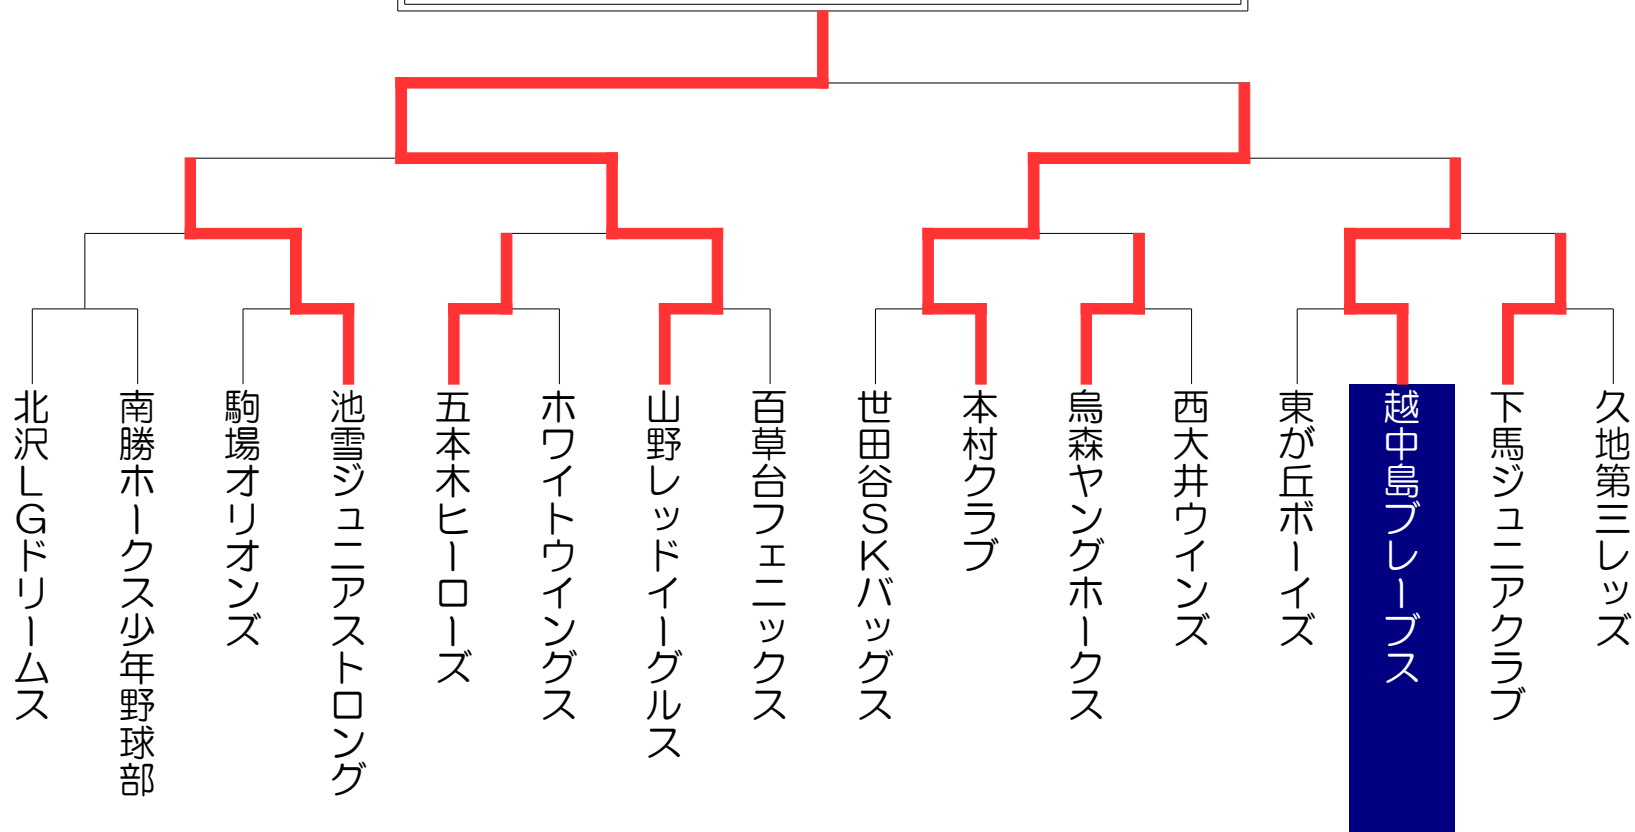 北沢LGドリームス
南勝ホークス少年野球部
駒場オリオンズ
池雪ジュニアストロング
五本木ヒーローズ
ホワイトウイングス
山野レッドイーグルス
百草台フェニックス
世田谷SKバッグス
本村クラブ
烏森ヤングホークス
西大井ウインズ
東が丘ボーイズ
越中島ブレーブス
下馬ジュニアクラブ
久地第三レッズ